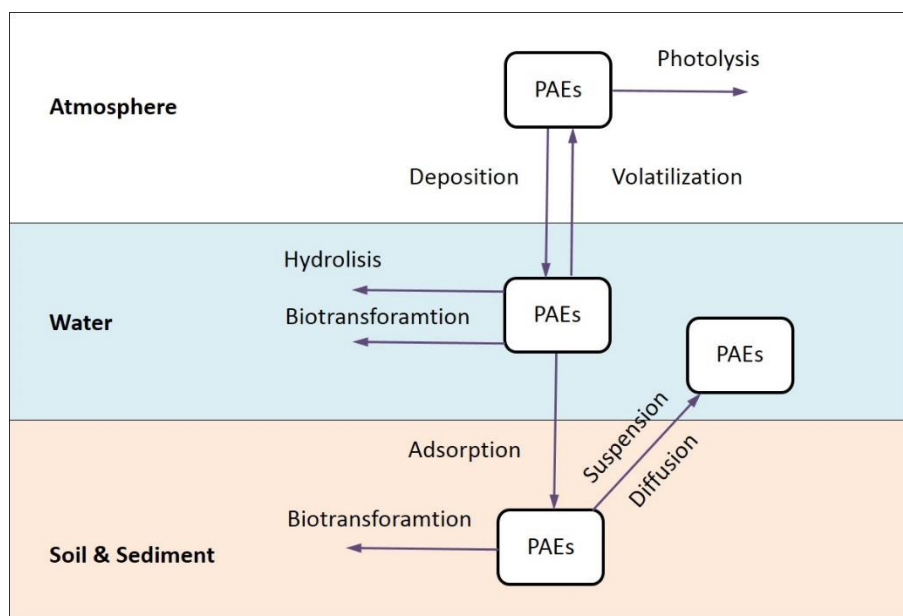 PAEs
Photolysis
Atmosphere
Deposition
Volatilization
Hydrolisis
Water
Biotransforamtion
PAEs
PAEs
Adsorption
Suspension
Diffusion
Biotransforamtion
Soil & Sediment
PAEs